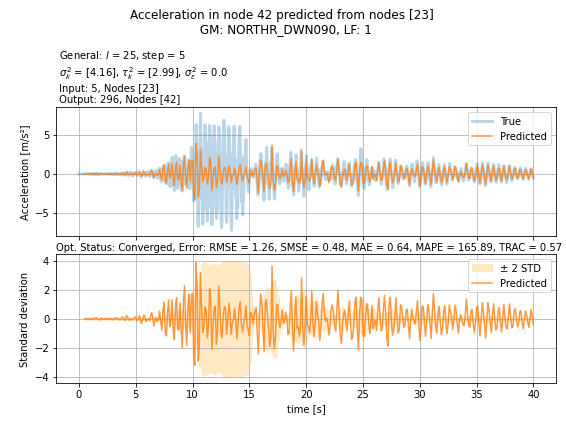 Acceleration in node 42 predicted from nodes [23]
GM: NORTHR_DWN090, LF: 1
General: l = 25, step = 5
σ²ₖ = [4.16], τ²ₖ = [2.99], σ²ε = 0.0
Input: 5, Nodes [23]
Output: 296, Nodes [42]
Acceleration [m/s²]
5
0
−5
True
Predicted
Opt. Status: Converged, Error: RMSE = 1.26, SMSE = 0.48, MAE = 0.64, MAPE = 165.89, TRAC = 0.57
Standard deviation
4
2
0
−2
−4
± 2 STD
Predicted
0 5 10 15 20 25 30 35 40
time [s]